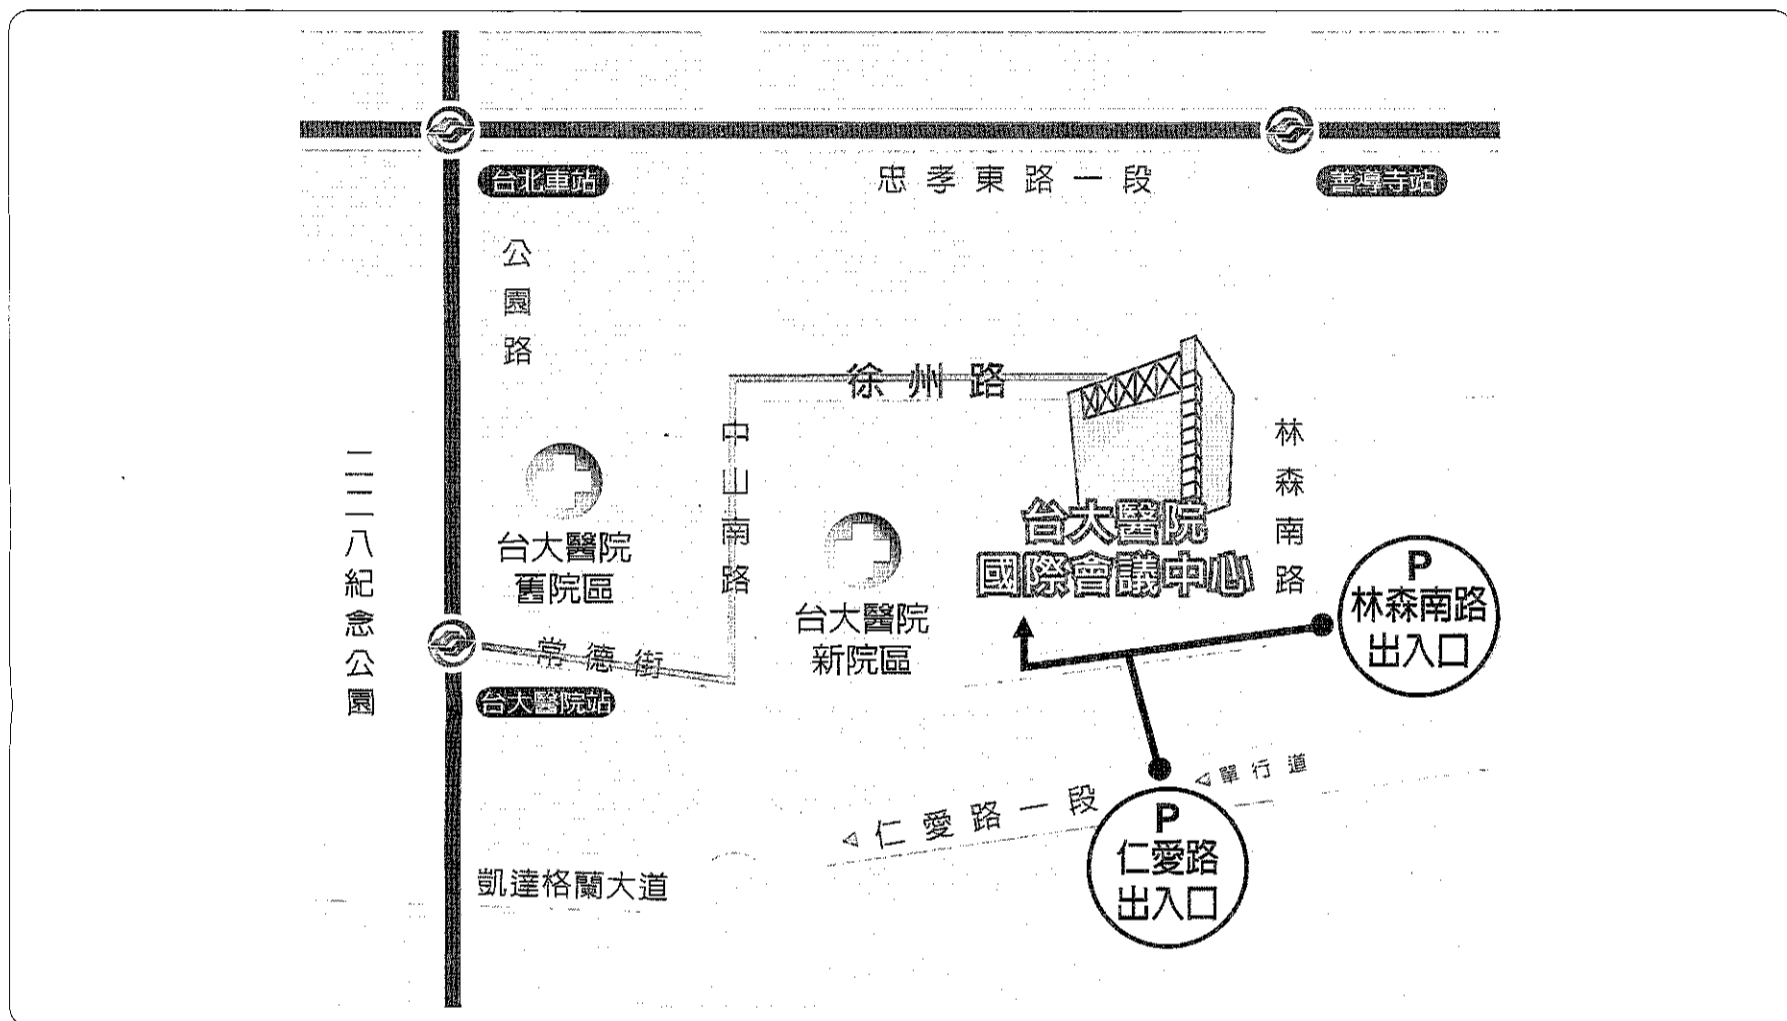 台北車站
忠孝東路一段
善導寺站
公園路
徐州路
中山南路
林森南路
二二八紀念公園
台大醫院
舊院區
台大醫院
新院區
台大醫院
國際會議中心
P
林森南路
出入口
常德街
台大醫院站
單行道
仁愛路一段
P
仁愛路
出入口
凱達格蘭大道